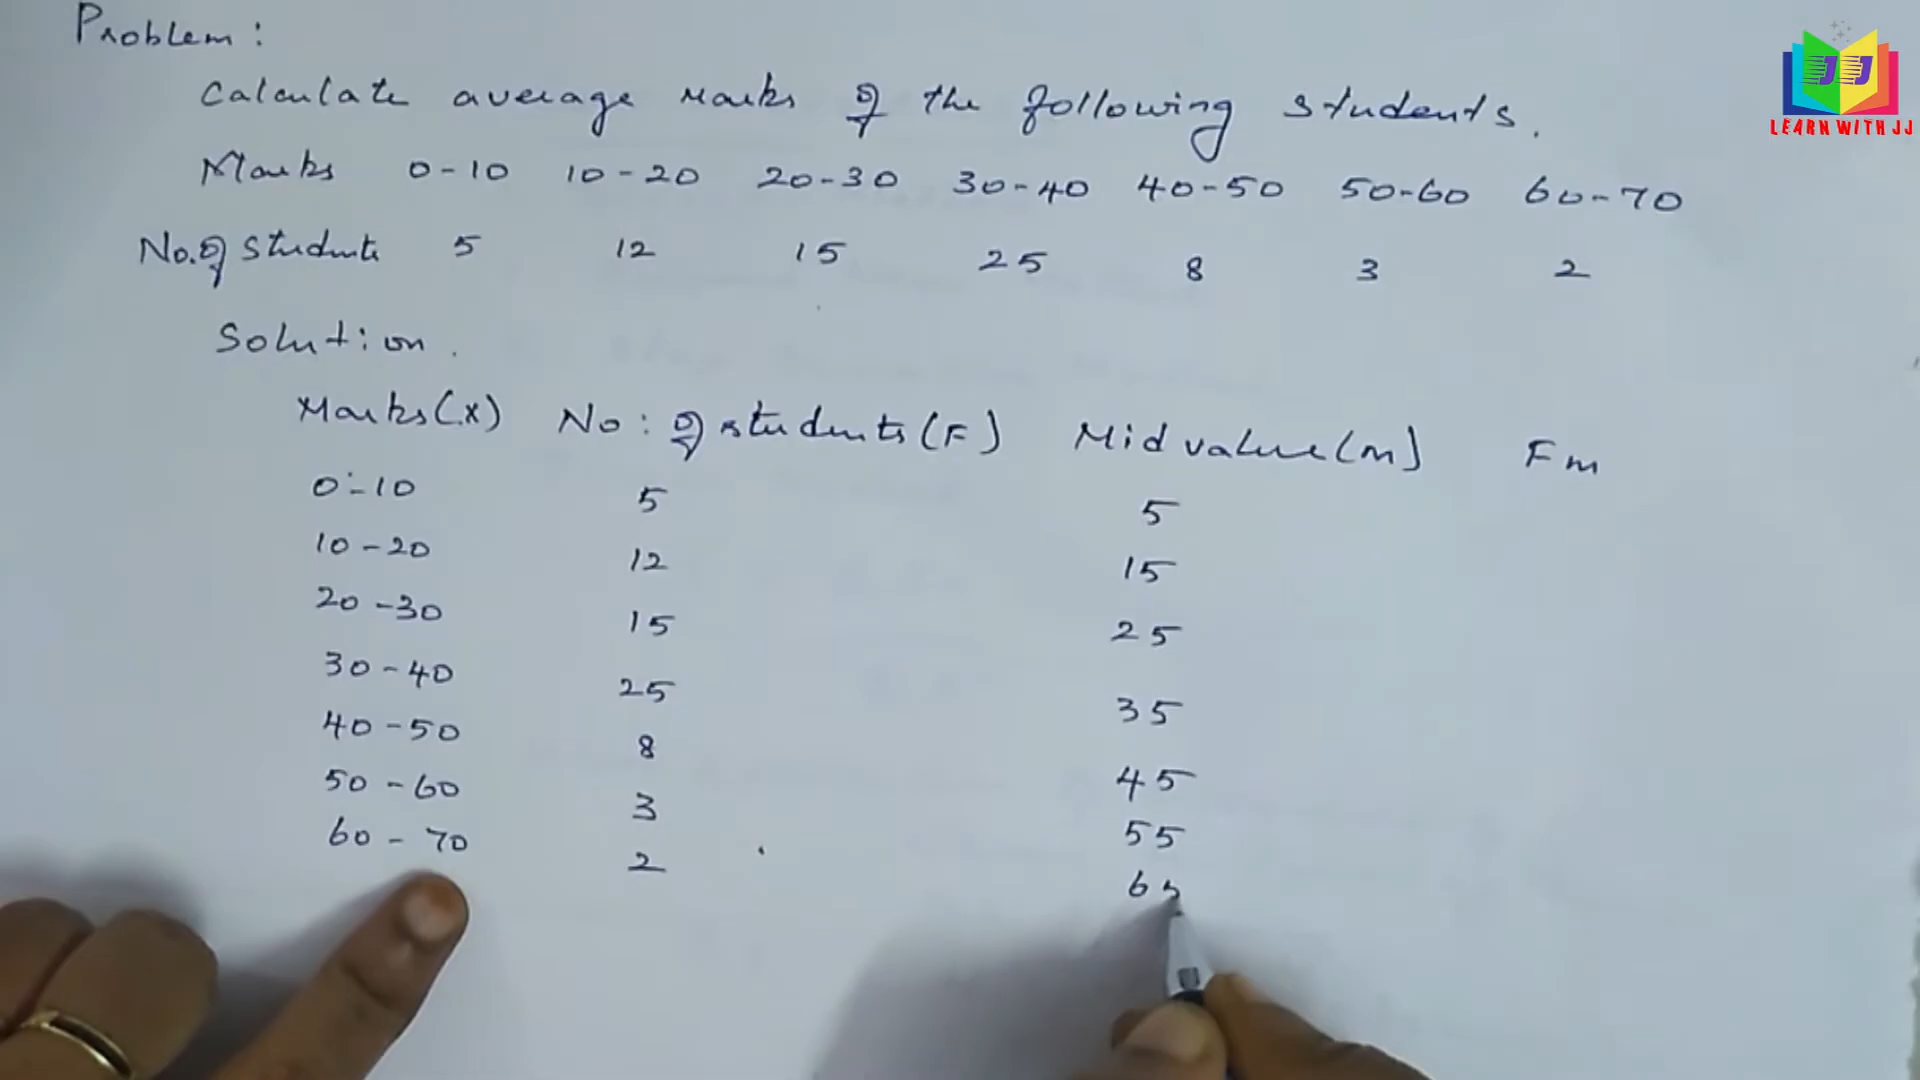 Problem:
Calculate average marks of the following students.
Marks 0-10 10-20 20-30 30-40 40-50 50-60 60-70
No. of students 5 12 15 25 8 3 2
Solution.
Marks(X) No: of students(F) Mid value(m) Fm
0-10 5 5
10-20 12 15
20-30 15 25
30-40 25 35
40-50 8 45
50-60 3 55
60-70 2 65
JJ
LEARN WITH JJ